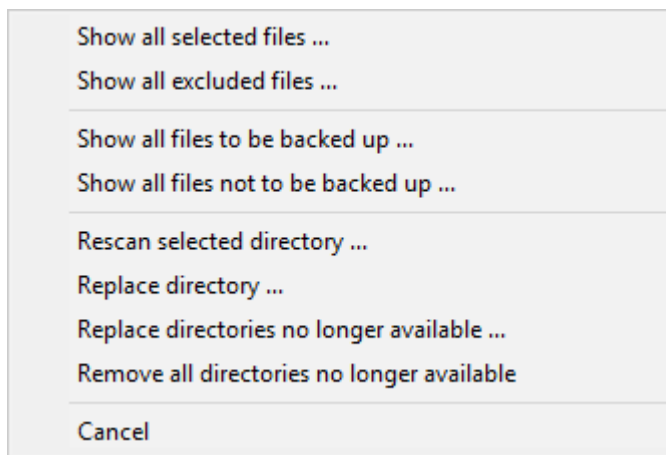 Show all selected files ...
Show all excluded files ...
Show all files to be backed up ...
Show all files not to be backed up ...
Rescan selected directory ...
Replace directory ...
Replace directories no longer available ...
Remove all directories no longer available
Cancel